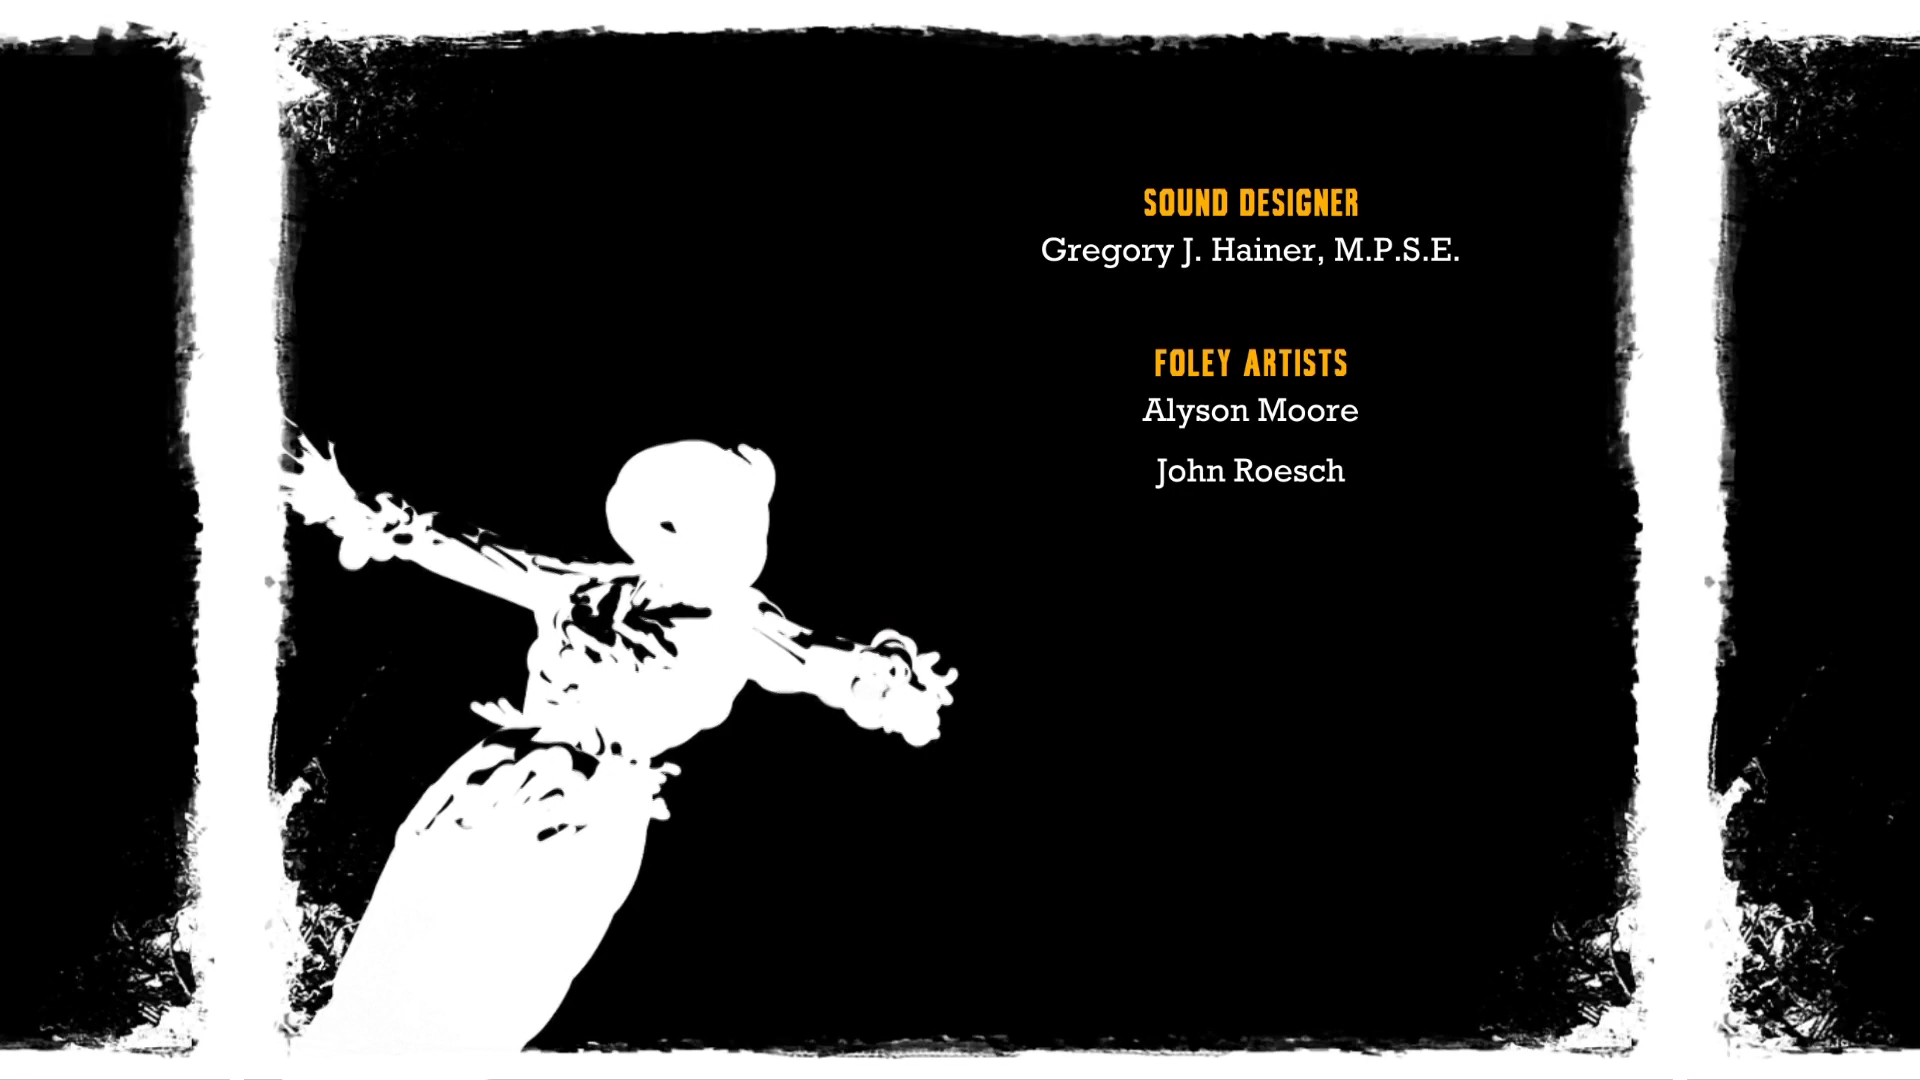 SOUND DESIGNER
Gregory J. Hainer, M.P.S.E.
FOLEY ARTISTS
Alyson Moore
John Roesch